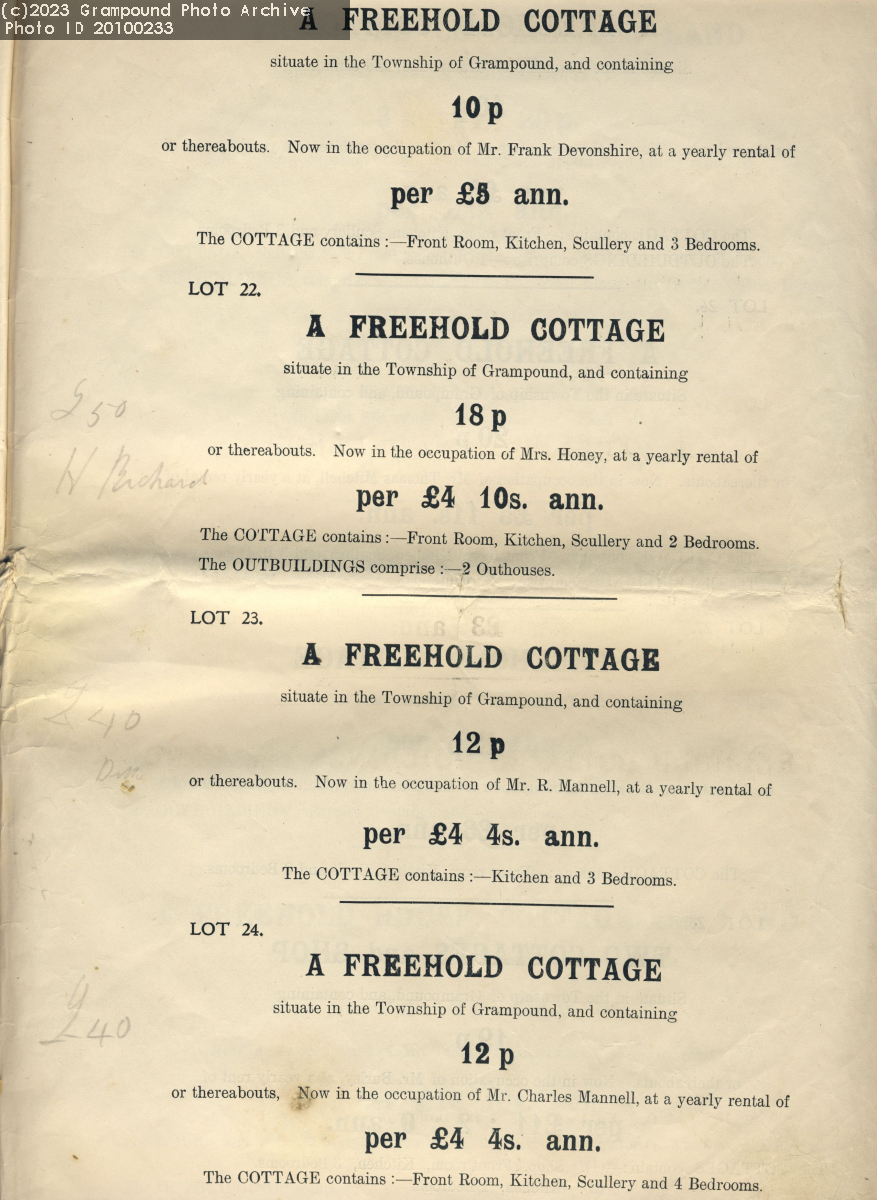 (c)2023 Grampound Photo Archive
Photo ID 20100233
A FREEHOLD COTTAGE
situate in the Township of Grampound, and containing
10 p
or thereabouts. Now in the occupation of Mr. Frank Devonshire, at a yearly rental of
per £5 ann.
The COTTAGE contains :—Front Room, Kitchen, Scullery and 3 Bedrooms.
LOT 22.
A FREEHOLD COTTAGE
situate in the Township of Grampound, and containing
£50
18 p
or thereabouts. Now in the occupation of Mrs. Honey, at a yearly rental of
per £4 10s. ann.
The COTTAGE contains :—Front Room, Kitchen, Scullery and 2 Bedrooms.
The OUTBUILDINGS comprise :—2 Outhouses.
LOT 23.
A FREEHOLD COTTAGE
situate in the Township of Grampound, and containing
£40
12 p
or thereabouts. Now in the occupation of Mr. R. Mannell, at a yearly rental of
per £4 4s. ann.
The COTTAGE contains :—Kitchen and 3 Bedrooms.
LOT 24.
A FREEHOLD COTTAGE
situate in the Township of Grampound, and containing
£40
12 p
or thereabouts, Now in the occupation of Mr. Charles Mannell, at a yearly rental of
per £4 4s. ann.
The COTTAGE contains :—Front Room, Kitchen, Scullery and 4 Bedrooms.